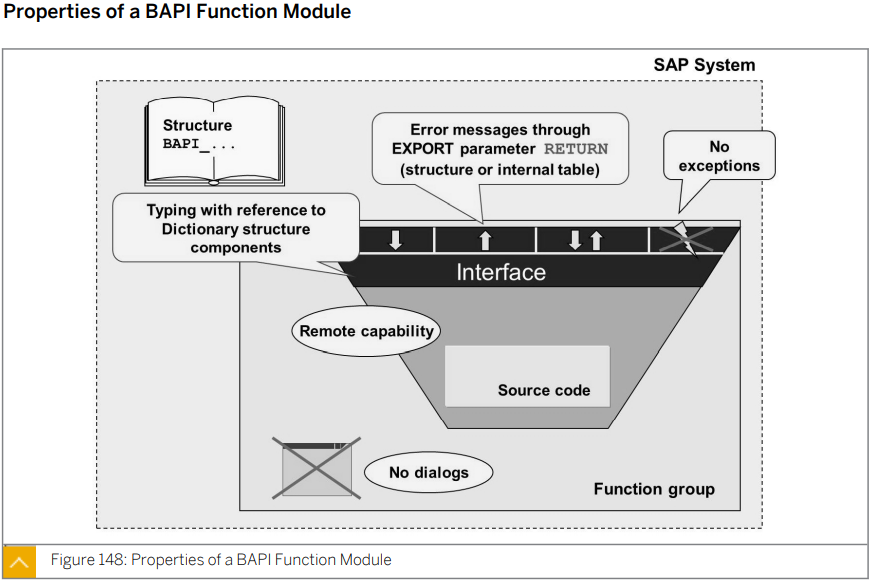 Properties of a BAPI Function Module
SAP System
Structure
BAPI_...
Error messages through
EXPORT parameter RETURN
(structure or internal table)
No
exceptions
Typing with reference to
Dictionary structure
components
Interface
Remote capability
Source code
No dialogs
Function group
Figure 148: Properties of a BAPI Function Module